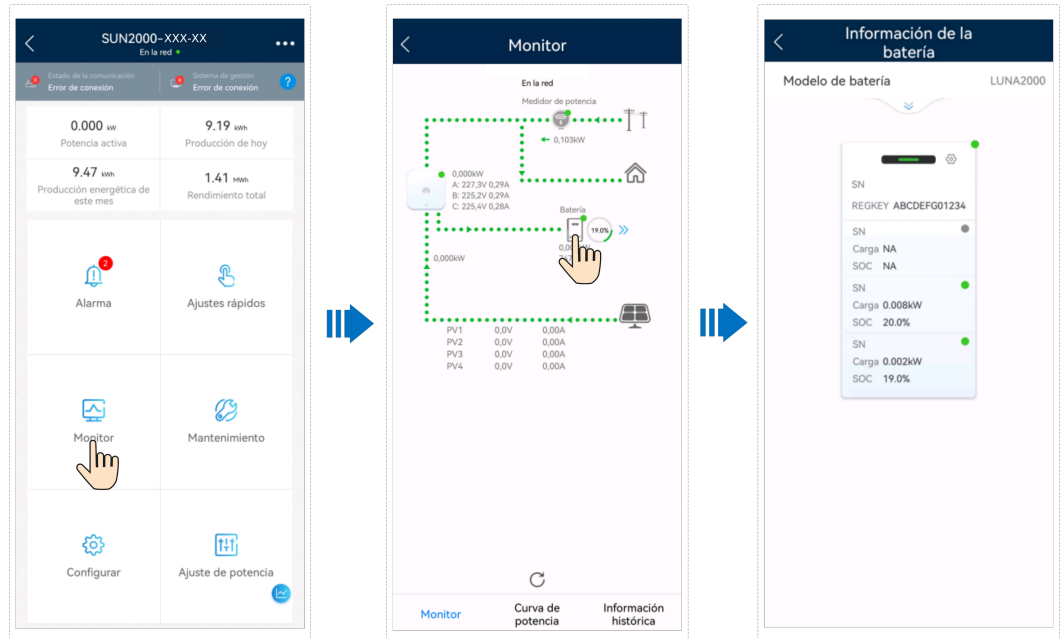 SUN2000-XXX-XX
En la red
Estado de la comunicación
Error de conexión
Sistema de gestión
Error de conexión
?
0.000 kW
Potencia activa
9.19 kWh
Producción de hoy
9.47 kWh
Producción energética de
este mes
1.41 MWh
Rendimiento total
2
Alarma
Ajustes rápidos
Monitor
Mantenimiento
Configurar
Ajuste de potencia
Monitor
En la red
Medidor de potencia
0,103kW
0,000kW
A: 227,3V 0,29A
B: 225,2V 0,29A
C: 225,4V 0,28A
Batería
19.0%
0,000kW
PV1 0,0V 0,00A
PV2 0,0V 0,00A
PV3 0,0V 0,00A
PV4 0,0V 0,00A
Monitor
Curva de
potencia
Información
histórica
Información de la
batería
Modelo de batería LUNA2000
SN
REGKEY ABCDEFG01234
SN
Carga NA
SOC NA
SN
Carga 0.008kW
SOC 20.0%
SN
Carga 0.002kW
SOC 19.0%